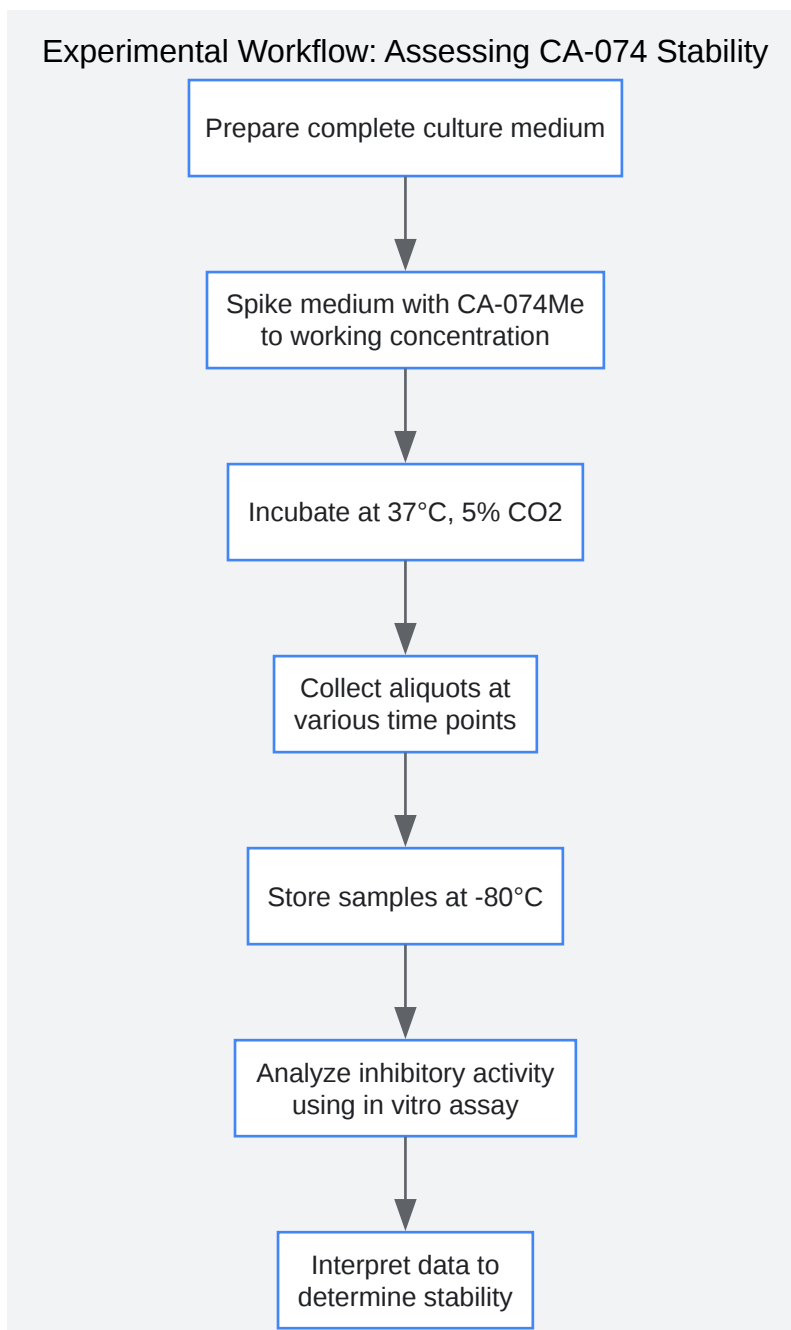 Experimental Workflow: Assessing CA-074 Stability
Prepare complete culture medium
Spike medium with CA-074Me
to working concentration
Incubate at 37°C, 5% CO2
Collect aliquots at
various time points
Store samples at -80°C
Analyze inhibitory activity
using in vitro assay
Interpret data to
determine stability